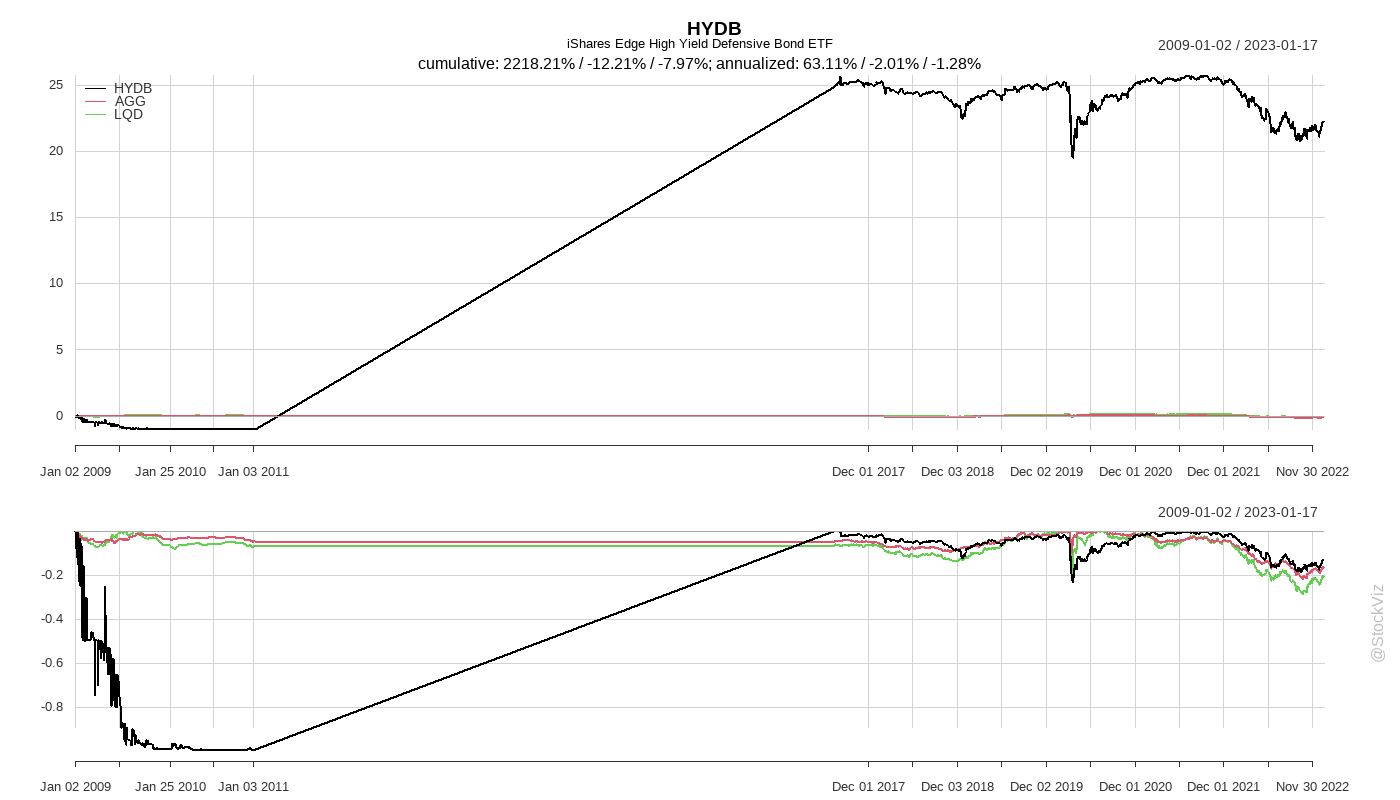 HYDB
iShares Edge High Yield Defensive Bond ETF
2009-01-02 / 2023-01-17
cumulative: 2218.21% / -12.21% / -7.97%; annualized: 63.11% / -2.01% / -1.28%
25
20
15
10
5
0
HYDB
AGG
LQD
Jan 02 2009 Jan 25 2010 Jan 03 2011 Dec 01 2017 Dec 03 2018 Dec 02 2019 Dec 01 2020 Dec 01 2021 Nov 30 2022
2009-01-02 / 2023-01-17
-0.2
-0.4
-0.6
-0.8
Jan 02 2009 Jan 25 2010 Jan 03 2011 Dec 01 2017 Dec 03 2018 Dec 02 2019 Dec 01 2020 Dec 01 2021 Nov 30 2022
@StockViz